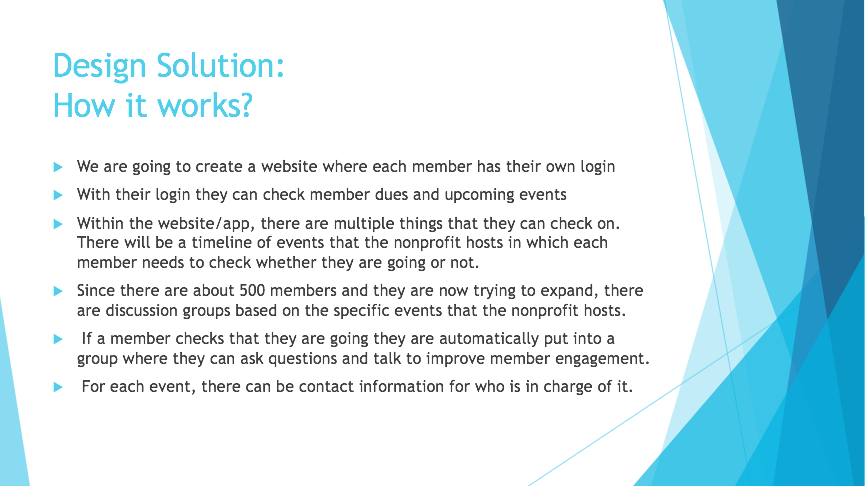 Design Solution:
How it works?
We are going to create a website where each member has their own login
With their login they can check member dues and upcoming events
Within the website/app, there are multiple things that they can check on.
There will be a timeline of events that the nonprofit hosts in which each
member needs to check whether they are going or not.
Since there are about 500 members and they are now trying to expand, there
are discussion groups based on the specific events that the nonprofit hosts.
If a member checks that they are going they are automatically put into a
group where they can ask questions and talk to improve member engagement.
For each event, there can be contact information for who is in charge of it.